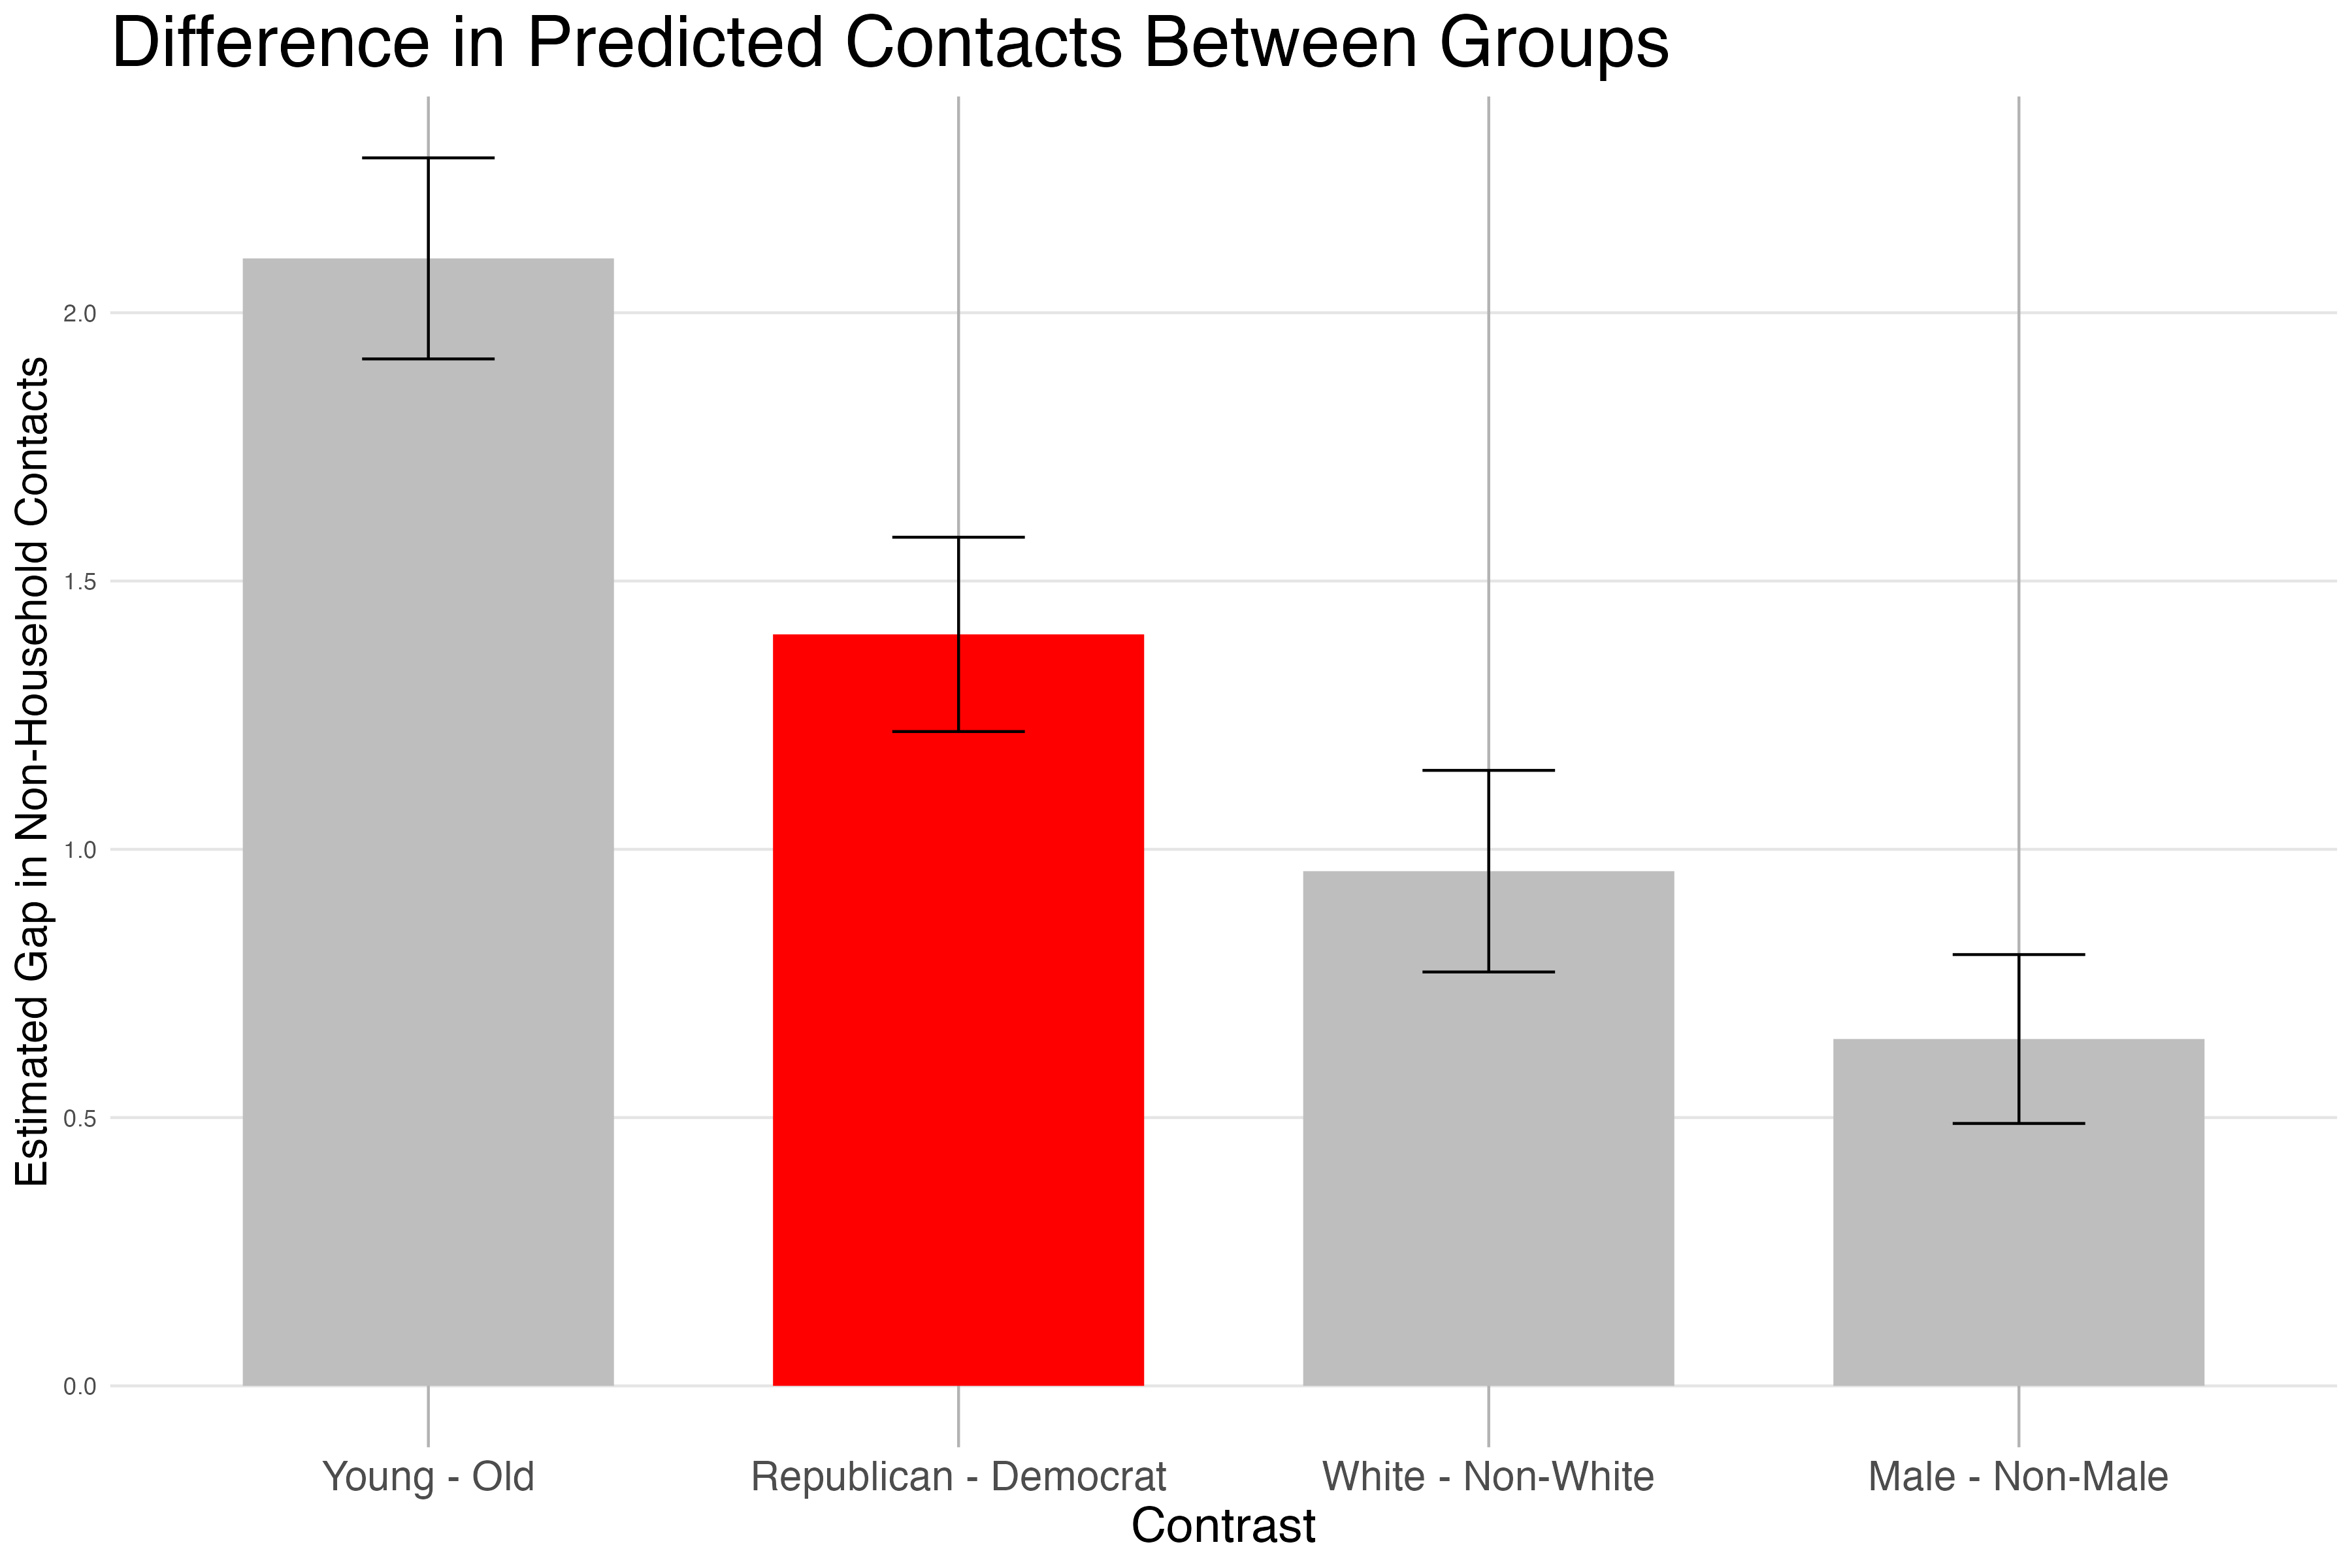 Difference in Predicted Contacts Between Groups
Estimated Gap in Non-Household Contacts
2.0
1.5
1.0
0.5
0.0
Young - Old
Republican - Democrat
White - Non-White
Male - Non-Male
Contrast